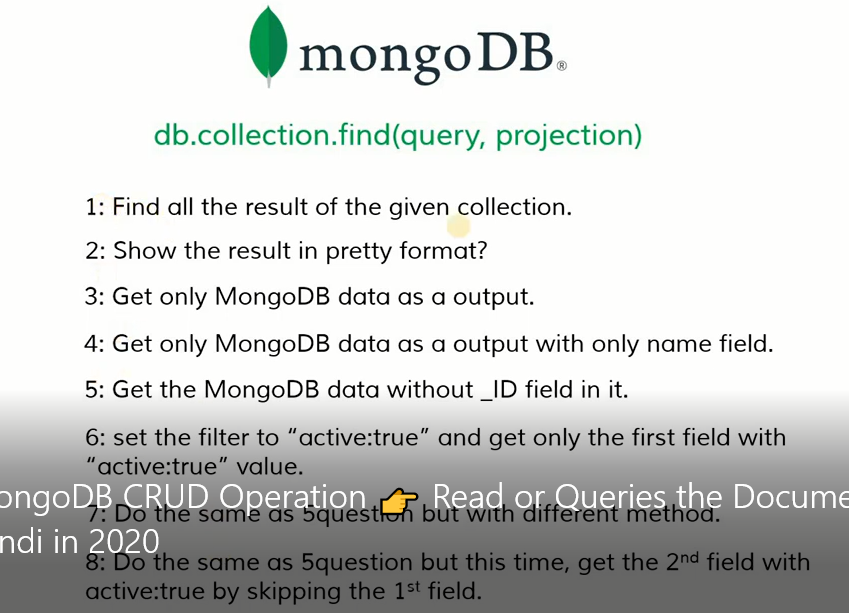 mongoDB®
db.collection.find(query, projection)
1: Find all the result of the given collection.
2: Show the result in pretty format?
3: Get only MongoDB data as a output.
4: Get only MongoDB data as a output with only name field.
5: Get the MongoDB data without _ID field in it.
6: set the filter to “active:true” and get only the first field with
“active:true” value.
ongoDB CRUD Operation 👉 Read or Queries the Docume
7: Do the same as 5question but with different method.
ndi in 2020
8: Do the same as 5question but this time, get the 2nd field with
active:true by skipping the 1st field.